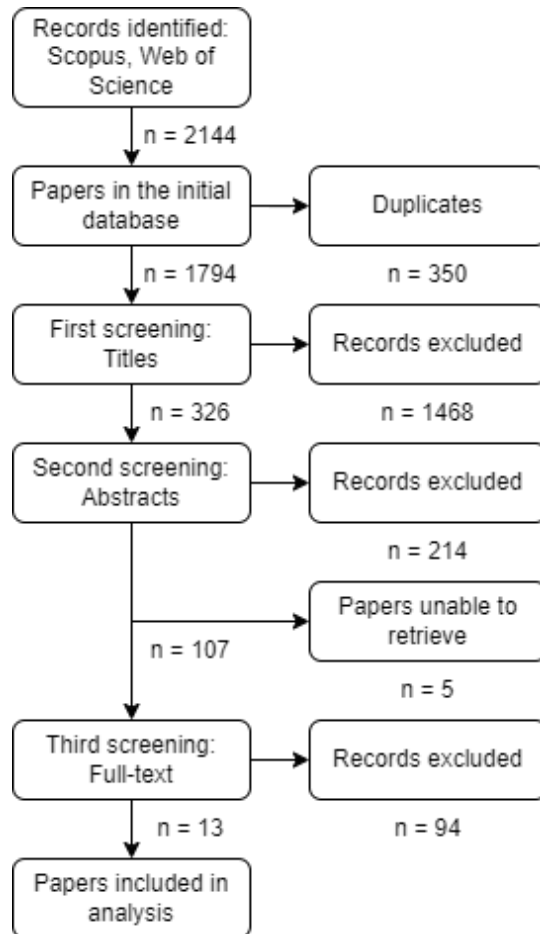 Records identified:
Scopus, Web of
Science
n = 2144
Papers in the initial
database
Duplicates
n = 1794
n = 350
First screening:
Titles
Records excluded
n = 326
n = 1468
Second screening:
Abstracts
Records excluded
n = 214
Papers unable to
retrieve
n = 107
n = 5
Third screening:
Full-text
Records excluded
n = 13
n = 94
Papers included in
analysis